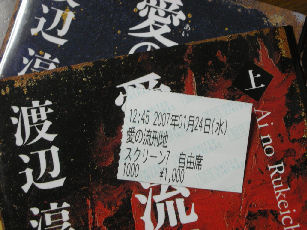 渡辺淳
愛の
上
渡辺淳
愛
流
Ai no Rukeich
12:45 2007年01月24日(水)
愛の流刑地
スクリーン7 自由席
1000 ¥1,000